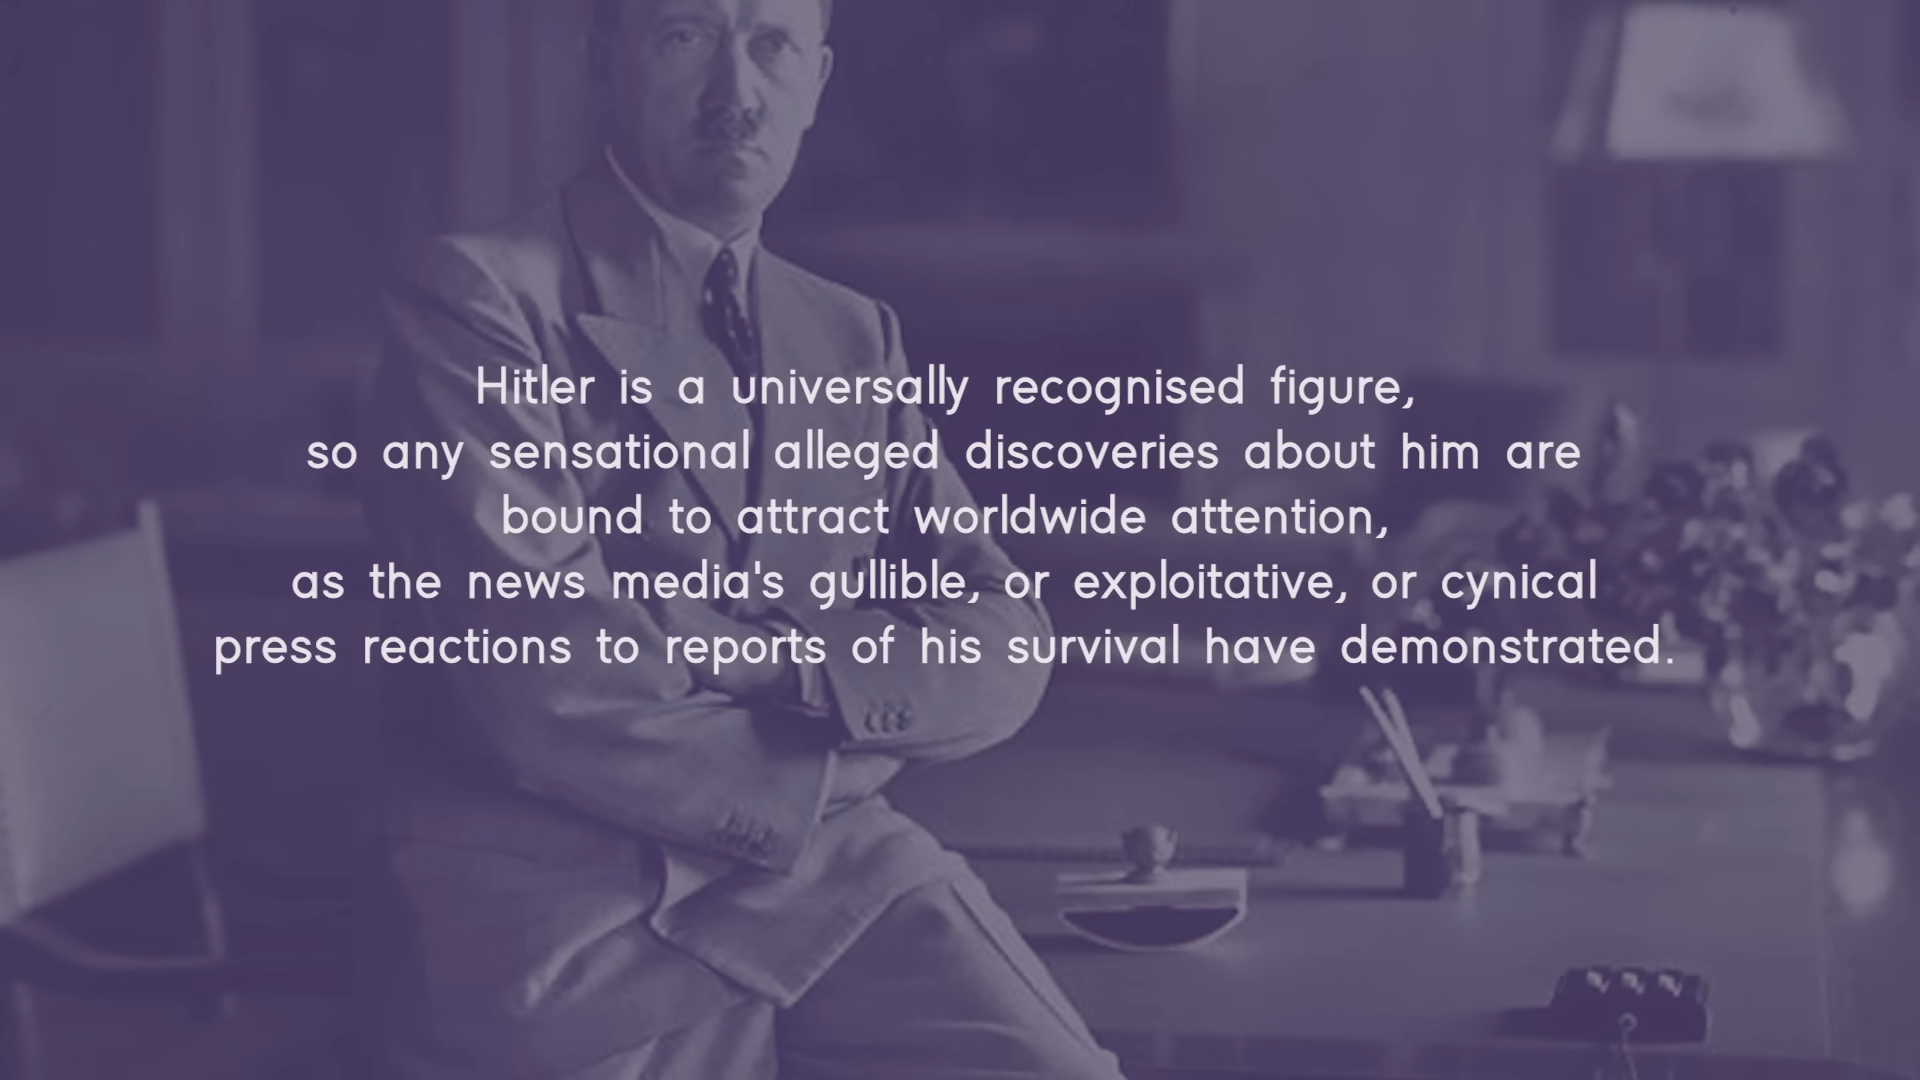 Hitler is a universally recognised figure,
so any sensational alleged discoveries about him are
bound to attract worldwide attention,
as the news media's gullible, or exploitative, or cynical
press reactions to reports of his survival have demonstrated.